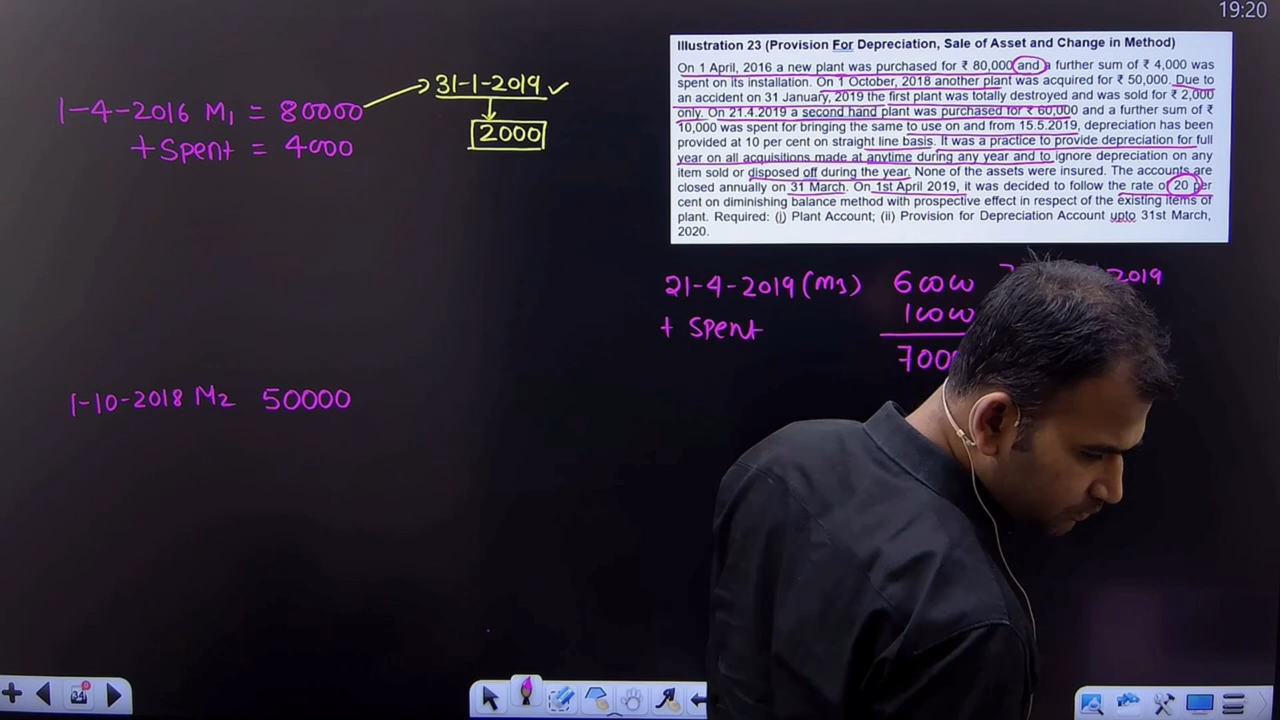 19:20
Illustration 23 (Provision For Depreciation, Sale of Asset and Change in Method)
On 1 April, 2016 a new plant was purchased for ₹ 80,000 and a further sum of ₹ 4,000 was
spent on its installation. On 1 October, 2018 another plant was acquired for ₹ 50,000. Due to
an accident on 31 January, 2019 the first plant was totally destroyed and was sold for ₹ 2,000
only. On 21.4.2019 a second hand plant was purchased for ₹ 60,000 and a further sum of ₹
10,000 was spent for bringing the same to use on and from 15.5.2019, depreciation has been
provided at 10 per cent on straight line basis. It was a practice to provide depreciation for full
year on all acquisitions made at anytime during any year and to ignore depreciation on any
item sold or disposed off during the year. None of the assets were insured. The accounts are
closed annually on 31 March. On 1st April 2019, it was decided to follow the rate of 20 per
cent on diminishing balance method with prospective effect in respect of the existing items of
plant. Required: (i) Plant Account; (ii) Provision for Depreciation Account upto 31st March,
2020.
31-1-2019 ✓
1-4-2016 M1 = 80000
2000
+ Spent = 4000
21-4-2019 (M3) 60000 2019
+ Spent 10000
7000
1-10-2018 M2 50000
34